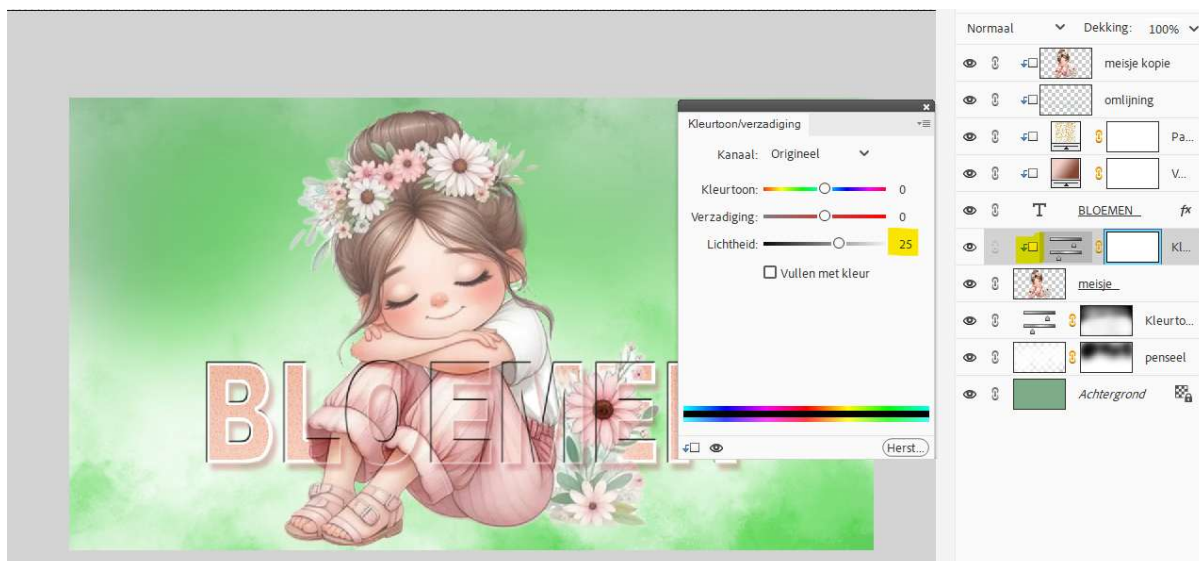 Normaal Dekking: 100%
meisje kopie
omlijning
Pa...
V...
BLOEMEN fx
Kl...
meisje
Kleurto...
penseel
Achtergrond
Kleurtoon/verzadiging
Kanaal: Origineel
Kleurtoon: 0
Verzadiging: 0
Lichtheid: 25
Vullen met kleur
Herst...
BLOEMEN